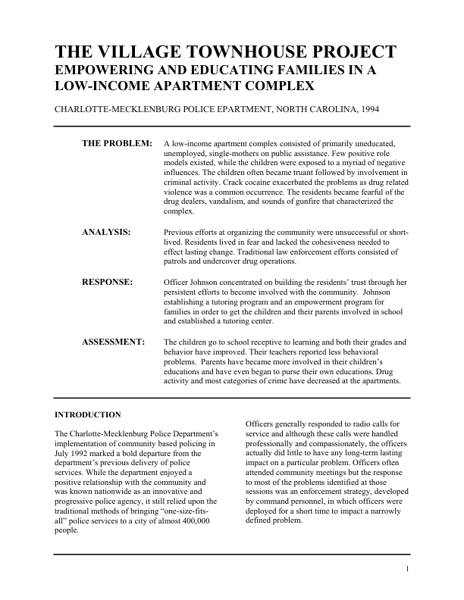 THE VILLAGE TOWNHOUSE PROJECT
EMPOWERING AND EDUCATING FAMILIES IN A
LOW-INCOME APARTMENT COMPLEX
CHARLOTTE-MECKLENBURG POLICE EPARTMENT, NORTH CAROLINA, 1994
THE PROBLEM: A low-income apartment complex consisted of primarily uneducated,
unemployed, single-mothers on public assistance. Few positive role
models existed, while the children were exposed to a myriad of negative
influences. The children often became truant followed by involvement in
criminal activity. Crack cocaine exacerbated the problems as drug related
violence was a common occurrence. The residents became fearful of the
drug dealers, vandalism, and sounds of gunfire that characterized the
complex.
ANALYSIS: Previous efforts at organizing the community were unsuccessful or short-
lived. Residents lived in fear and lacked the cohesiveness needed to
effect lasting change. Traditional law enforcement efforts consisted of
patrols and undercover drug operations.
RESPONSE: Officer Johnson concentrated on building the residents' trust through her
persistent efforts to become involved with the community. Johnson
establishing a tutoring program and an empowerment program for
families in order to get the children and their parents involved in school
and established a tutoring center.
ASSESSMENT: The children go to school receptive to learning and both their grades and
behavior have improved. Their teachers reported less behavioral
problems. Parents have became more involved in their children's
educations and have even began to purse their own educations. Drug
activity and most categories of crime have decreased at the apartments.
INTRODUCTION
The Charlotte-Mecklenburg Police Department's
implementation of community based policing in
July 1992 marked a bold departure from the
department's previous delivery of police
services. While the department enjoyed a
positive relationship with the community and
was known nationwide as an innovative and
progressive police agency, it still relied upon the
traditional methods of bringing "one-size-fits-
all" police services to a city of almost 400,000
people.
Officers generally responded to radio calls for
service and although these calls were handled
professionally and compassionately, the officers
actually did little to have any long-term lasting
impact on a particular problem. Officers often
attended community meetings but the response
to most of the problems identified at those
sessions was an enforcement strategy, developed
by command personnel, in which officers were
deployed for a short time to impact a narrowly
defined problem.
1